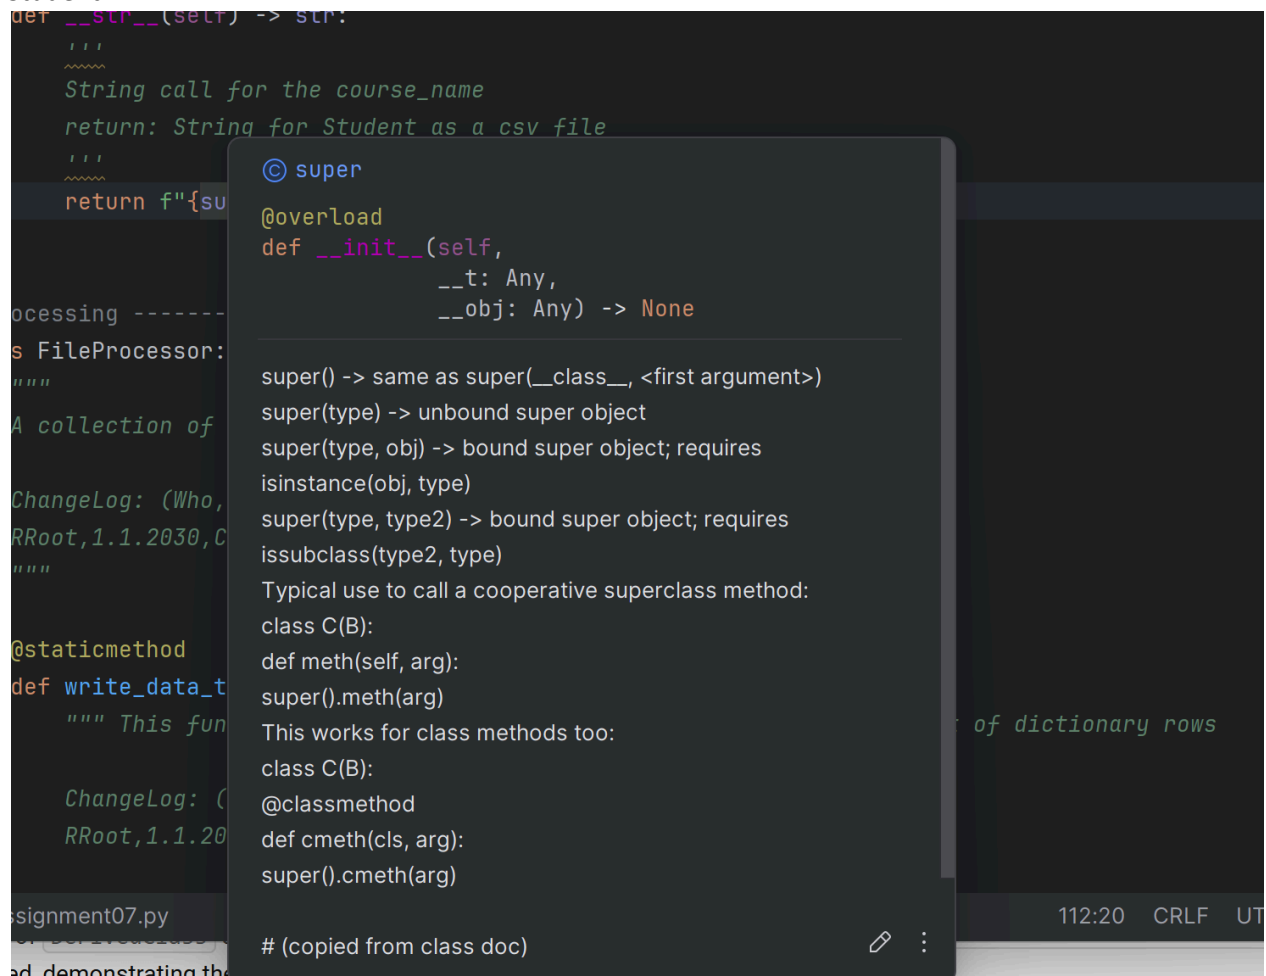 def __str__(self) -> str:
'''
String call for the course_name
return: String for Student as a csv file
'''
return f"{su
super
@overload
def __init__(self,
__t: Any,
__obj: Any) -> None
ocessing -------
s FileProcessor:
"""
A collection of
ChangeLog: (Who,
RRoot,1.1.2030,C
"""
@staticmethod
def write_data_t
""" This fun
of dictionary rows
ChangeLog: (
RRoot,1.1.20
super() -> same as super(__class__, <first argument>)
super(type) -> unbound super object
super(type, obj) -> bound super object; requires
isinstance(obj, type)
super(type, type2) -> bound super object; requires
issubclass(type2, type)
Typical use to call a cooperative superclass method:
class C(B):
def meth(self, arg):
super().meth(arg)
This works for class methods too:
class C(B):
@classmethod
def cmeth(cls, arg):
super().cmeth(arg)
# (copied from class doc)
ssignment07.py
112:20 CRLF UT
ed, demonstrating the